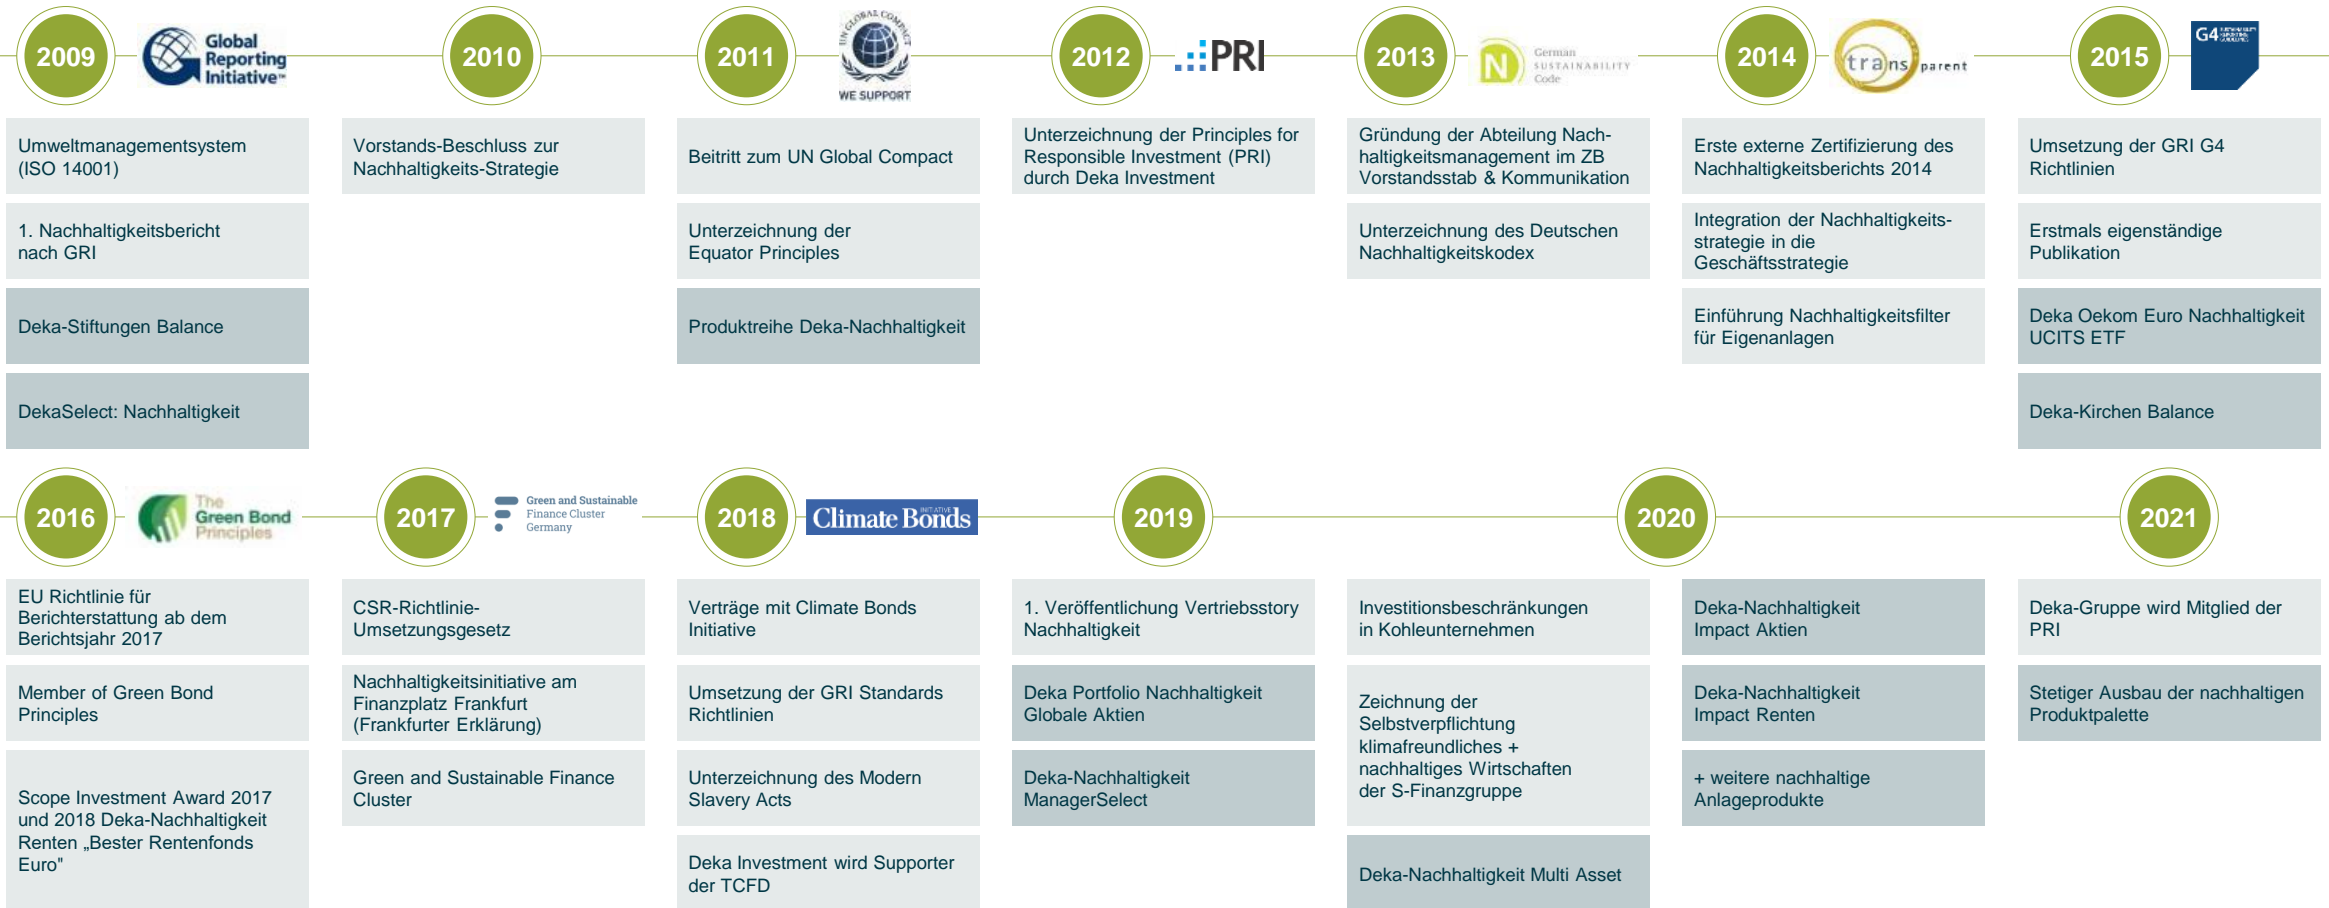 2009
Global
Reporting
Initiative™
2010
2011
UN GLOBAL COMPACT
WE SUPPORT
2012
PRI
2013
N
German
SUSTAINABILITY
Code
2014
transparent
2015
G4 SUSTAINABILITY
REPORTING
GUIDELINES
Umweltmanagementsystem
(ISO 14001)
1. Nachhaltigkeitsbericht
nach GRI
Deka-Stiftungen Balance
DekaSelect: Nachhaltigkeit
Vorstands-Beschluss zur
Nachhaltigkeits-Strategie
Beitritt zum UN Global Compact
Unterzeichnung der
Equator Principles
Produktreihe Deka-Nachhaltigkeit
Unterzeichnung der Principles for
Responsible Investment (PRI)
durch Deka Investment
Gründung der Abteilung Nach-
haltigkeitsmanagement im ZB
Vorstandsstab & Kommunikation
Unterzeichnung des Deutschen
Nachhaltigkeitskodex
Erste externe Zertifizierung des
Nachhaltigkeitsberichts 2014
Integration der Nachhaltigkeits-
strategie in die
Geschäftsstrategie
Einführung Nachhaltigkeitsfilter
für Eigenanlagen
Umsetzung der GRI G4
Richtlinien
Erstmals eigenständige
Publikation
Deka Oekom Euro Nachhaltigkeit
UCITS ETF
Deka-Kirchen Balance
2016
The
Green Bond
Principles
2017
Green and Sustainable
Finance Cluster
Germany
2018
Climate Bonds
INITIATIVE
2019
2020
2021
EU Richtlinie für
Berichterstattung ab dem
Berichtsjahr 2017
Member of Green Bond
Principles
Scope Investment Award 2017
und 2018 Deka-Nachhaltigkeit
Renten „Bester Rentenfonds
Euro"
CSR-Richtlinie-
Umsetzungsgesetz
Nachhaltigkeitsinitiative am
Finanzplatz Frankfurt
(Frankfurter Erklärung)
Green and Sustainable Finance
Cluster
Verträge mit Climate Bonds
Initiative
Umsetzung der GRI Standards
Richtlinien
Unterzeichnung des Modern
Slavery Acts
Deka Investment wird Supporter
der TCFD
1. Veröffentlichung Vertriebsstory
Nachhaltigkeit
Deka Portfolio Nachhaltigkeit
Globale Aktien
Deka-Nachhaltigkeit
ManagerSelect
Investitionsbeschränkungen
in Kohleunternehmen
Zeichnung der
Selbstverpflichtung
klimafreundliches +
nachhaltiges Wirtschaften
der S-Finanzgruppe
Deka-Nachhaltigkeit Multi Asset
Deka-Nachhaltigkeit
Impact Aktien
Deka-Nachhaltigkeit
Impact Renten
+ weitere nachhaltige
Anlageprodukte
Deka-Gruppe wird Mitglied der
PRI
Stetiger Ausbau der nachhaltigen
Produktpalette